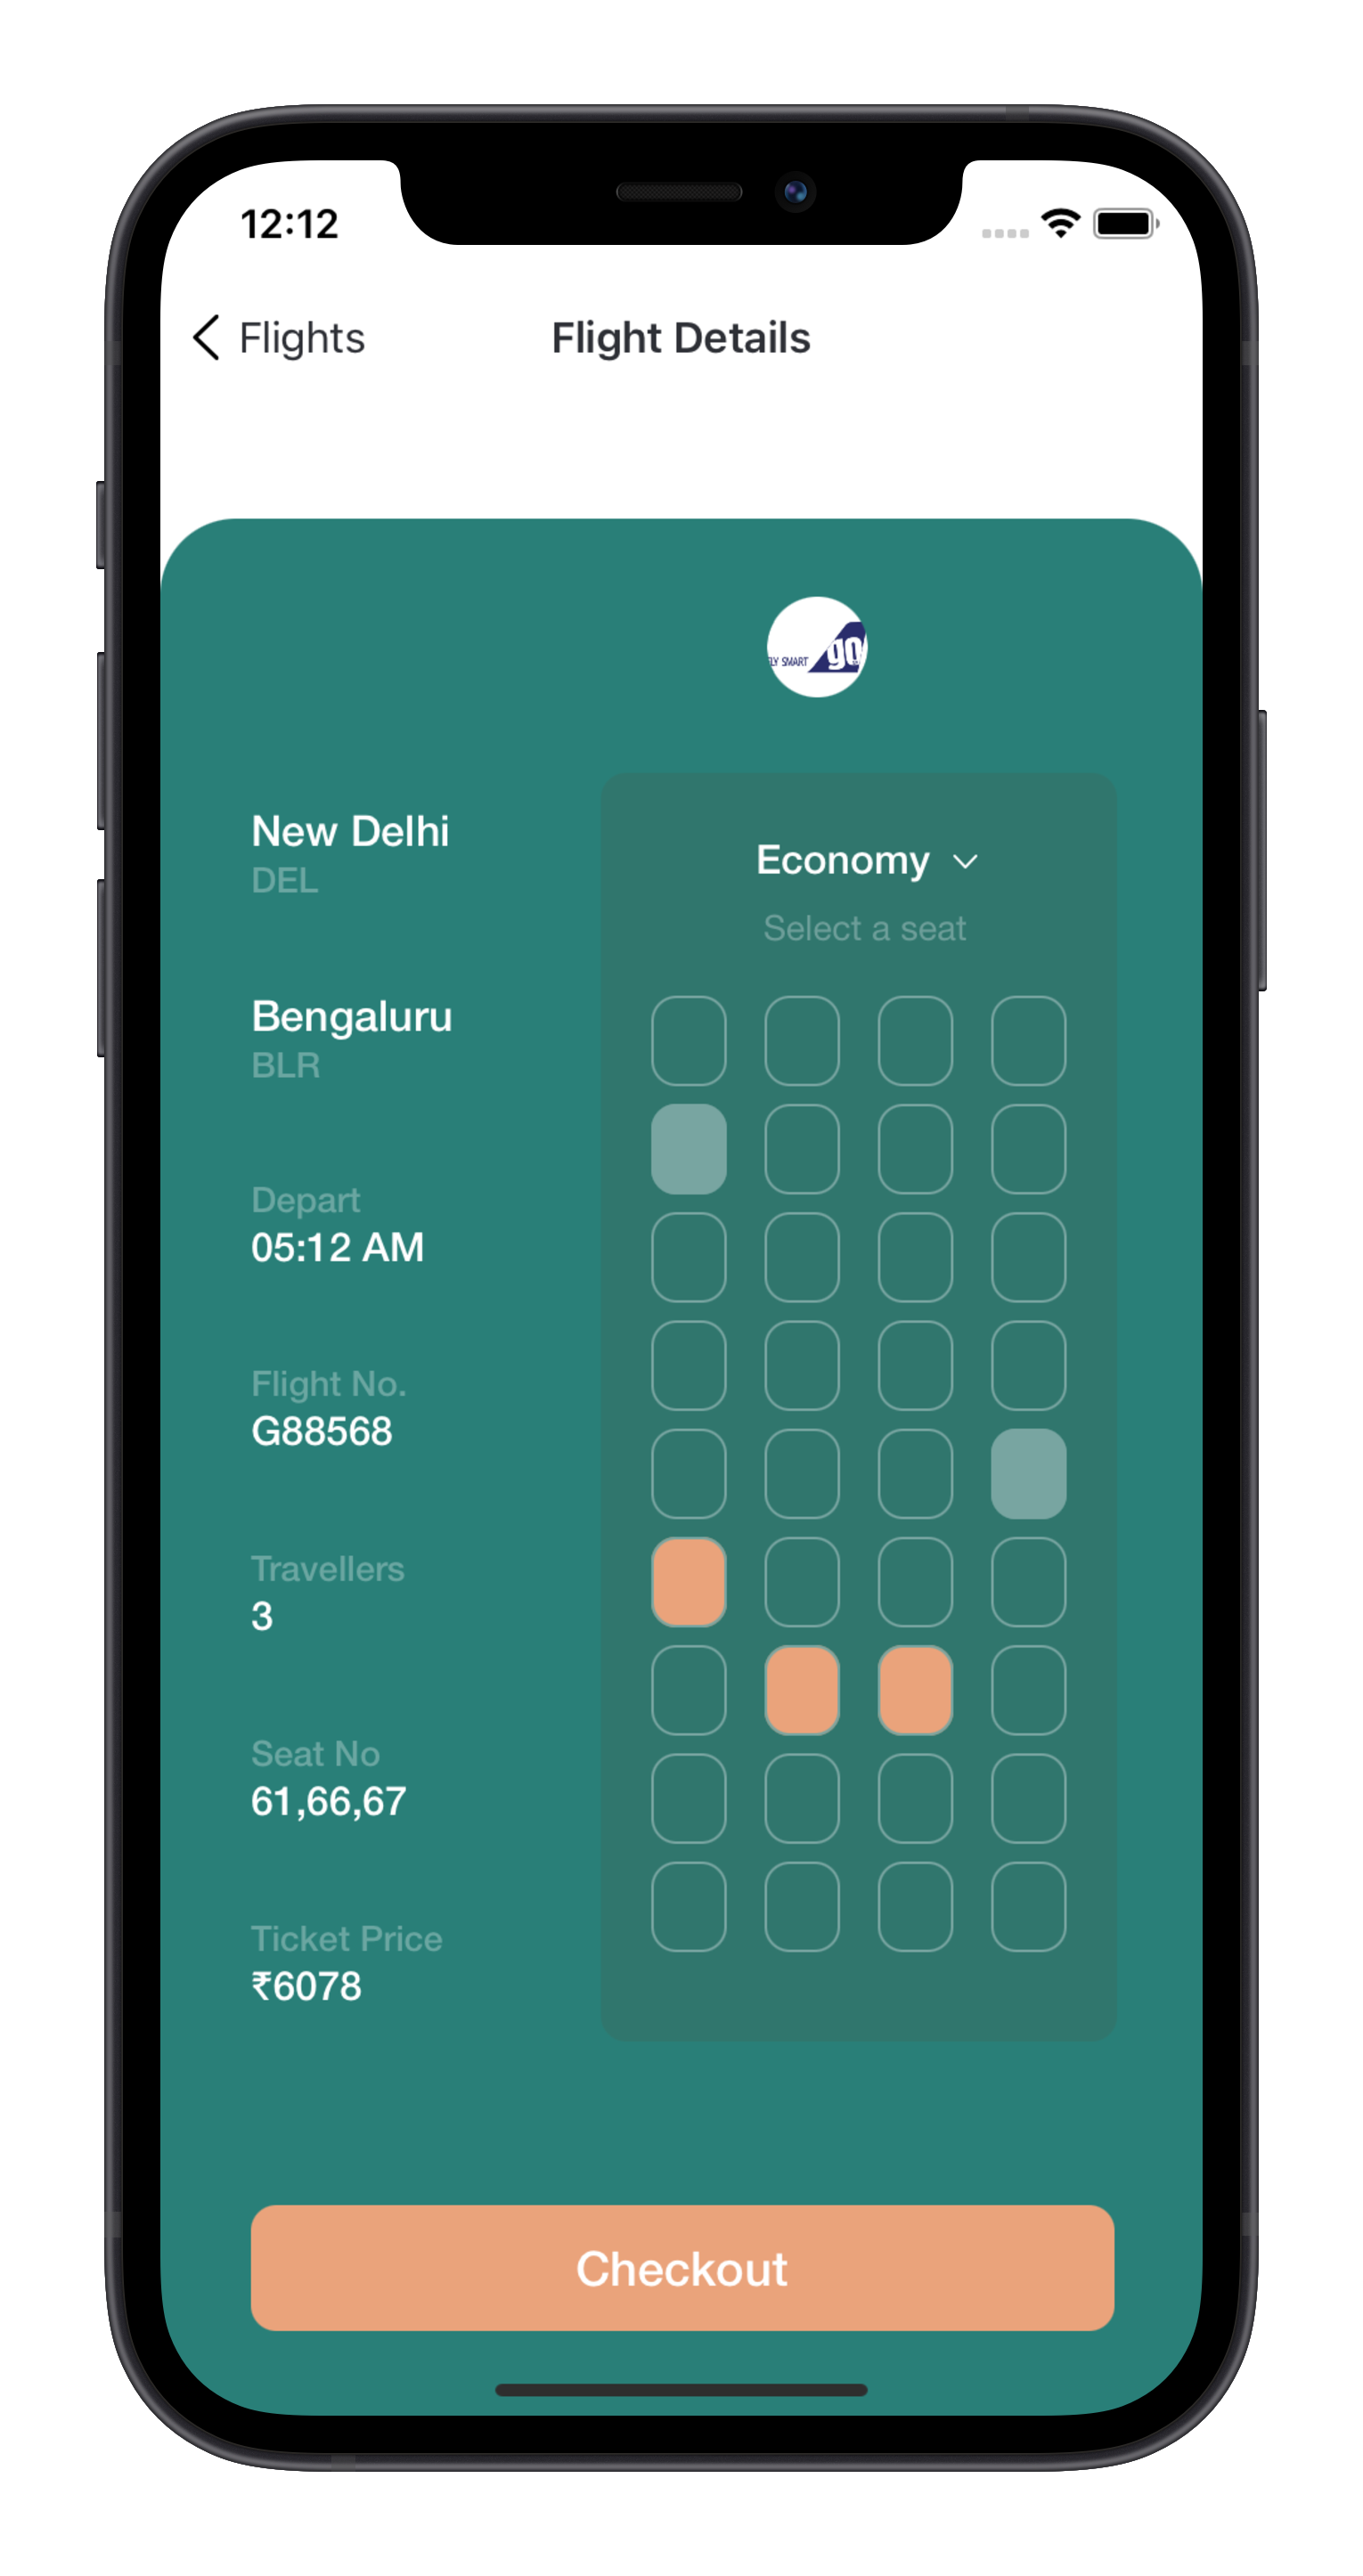 12:12
Flights
Flight Details
LY SMART go
New Delhi
DEL
Bengaluru
BLR
Depart
05:12 AM
Flight No.
G88568
Travellers
3
Seat No
61,66,67
Ticket Price
₹6078
Economy
Select a seat
Checkout